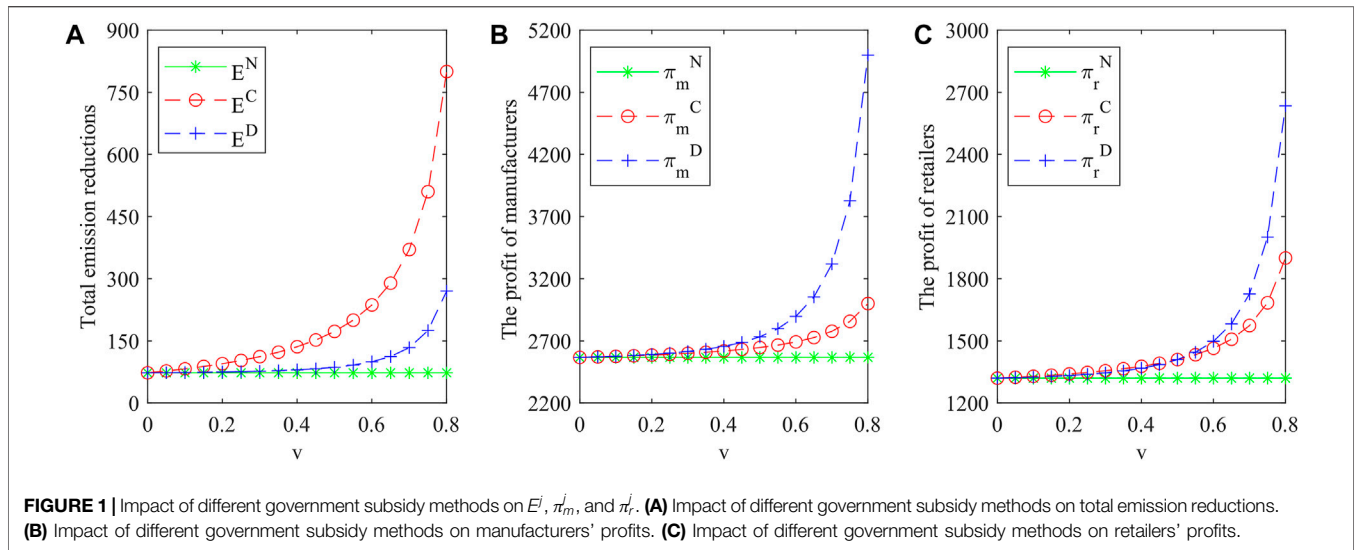 A
Total emission reductions
900
750
600
450
300
150
0
E^N
E^C
E^D
0 0.2 0.4 0.6 0.8
v
B
The profit of manufacturers
5200
4700
4200
3700
3200
2700
2200
π_m^N
π_m^C
π_m^D
0 0.2 0.4 0.6 0.8
v
C
The profit of retailers
3000
2700
2400
2100
1800
1500
1200
π_r^N
π_r^C
π_r^D
0 0.2 0.4 0.6 0.8
v
FIGURE 1 | Impact of different government subsidy methods on E^j, π_m^j, and π_r^j. (A) Impact of different government subsidy methods on total emission reductions.
(B) Impact of different government subsidy methods on manufacturers' profits. (C) Impact of different government subsidy methods on retailers' profits.